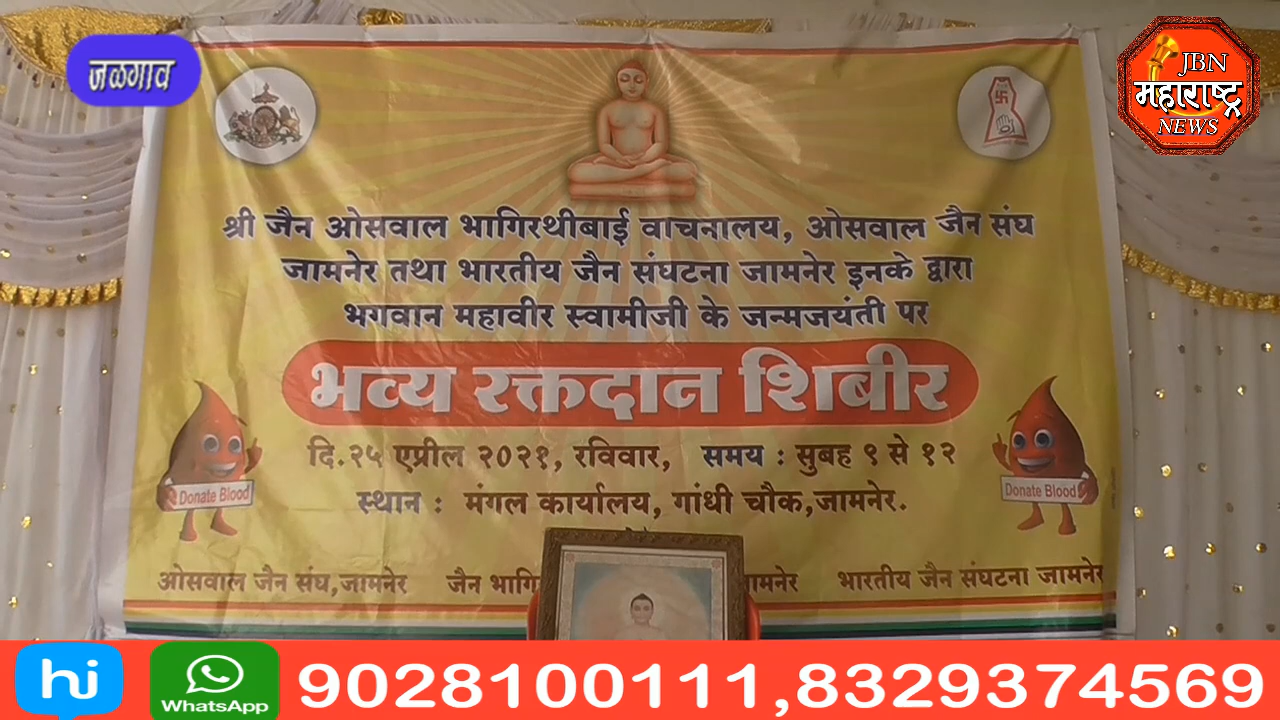 जळगाव
JBN
महाराष्ट्र
NEWS
श्री जैन ओसवाल भागिरथीबाई वाचनालय, ओसवाल जैन संघ
जामनेर तथा भारतीय जैन संघटना जामनेर इनके द्वारा
भगवान महावीर स्वामीजी के जन्मजयंती पर
भव्य रक्तदान शिबीर
दि.२५ एप्रील २०२१, रविवार, समय : सुबह ९ से १२
स्थान : मंगल कार्यालय, गांधी चौक,जामनेर.
Donate Blood
Donate Blood
ओसवाल जैन संघ,जामनेर जैन भागि जामनेर भारतीय जैन संघटना जामनेर
hi WhatsApp 9028100111,8329374569